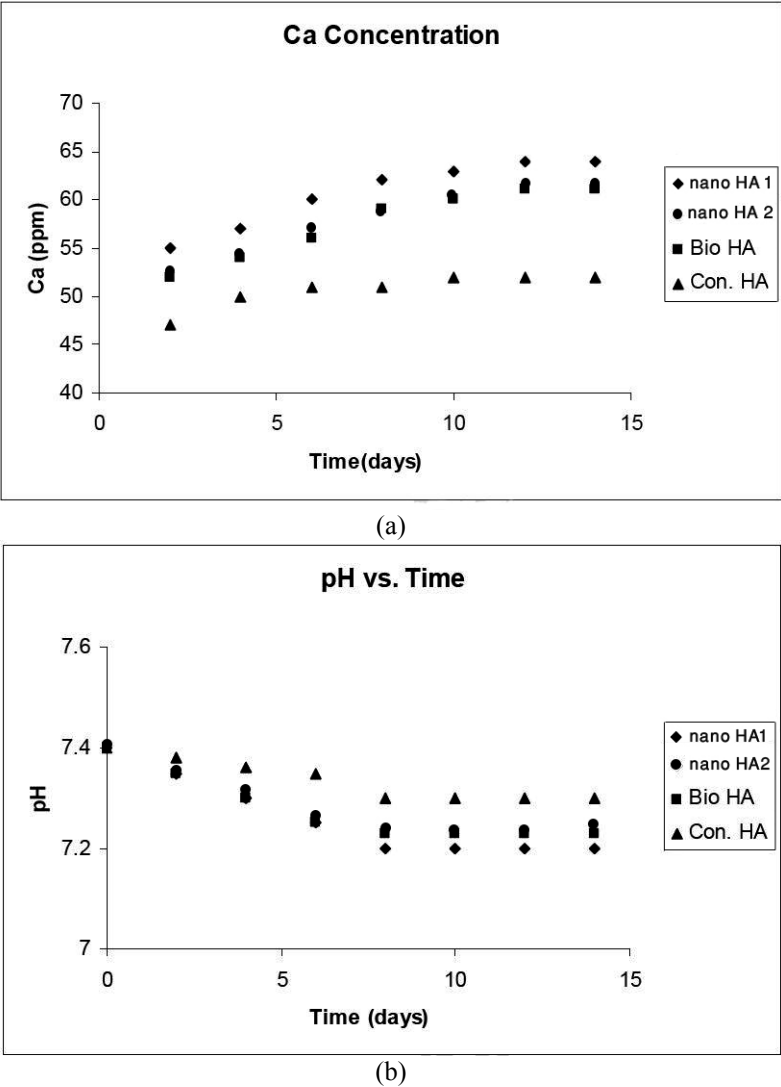 Ca Concentration
70
65
60
55
50
45
40
Ca (ppm)
0 5 10 15
Time(days)
nano HA 1
nano HA 2
Bio HA
Con. HA
(a)
pH vs. Time
7.6
7.4
7.2
7
pH
0 5 10 15
Time (days)
nano HA1
nano HA2
Bio HA
Con. HA
(b)